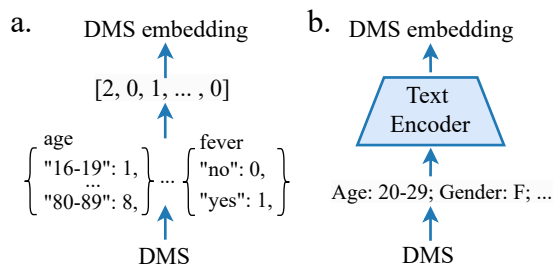 a.
DMS embedding
[2, 0, 1, ... , 0]
age
"16-19": 1,
...
"80-89": 8,
...
fever
"no": 0,
"yes": 1,
DMS
b.
DMS embedding
Text
Encoder
Age: 20-29; Gender: F; ...
DMS